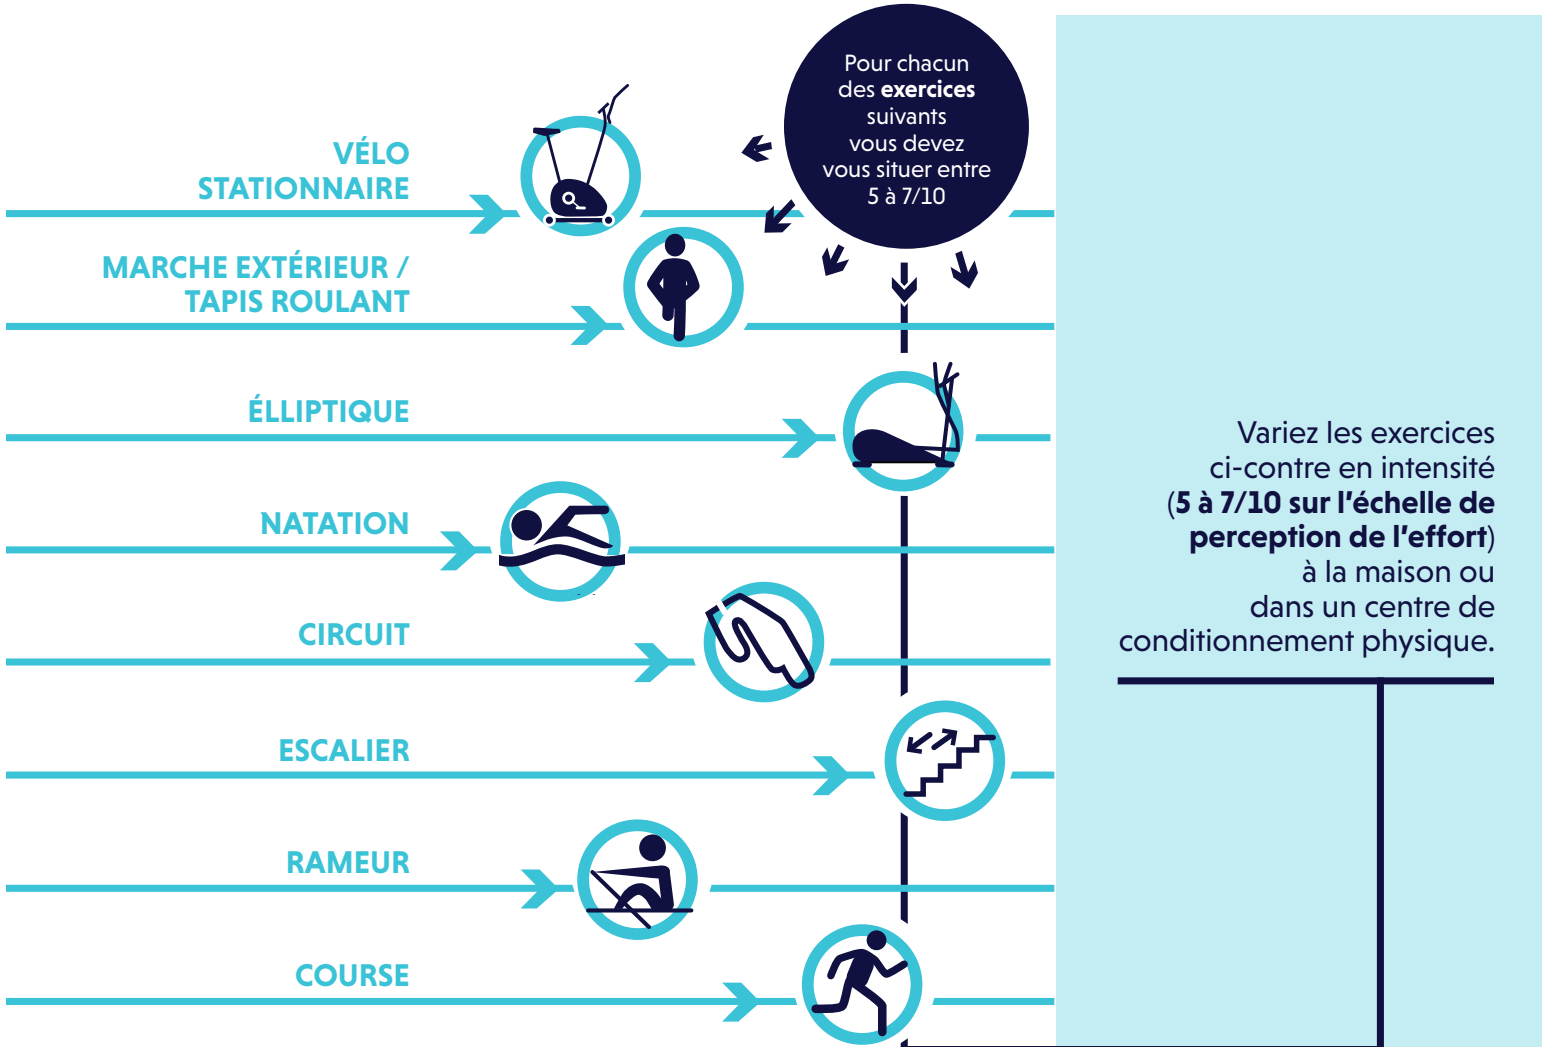 Pour chacun
des exercices
suivants
vous devez
vous situer entre
5 à 7/10
VÉLO
STATIONNAIRE
MARCHE EXTÉRIEUR /
TAPIS ROULANT
ÉLLIPTIQUE
NATATION
CIRCUIT
ESCALIER
RAMEUR
COURSE
Variez les exercices
ci-contre en intensité
(5 à 7/10 sur l'échelle de
perception de l'effort)
à la maison ou
dans un centre de
conditionnement physique.